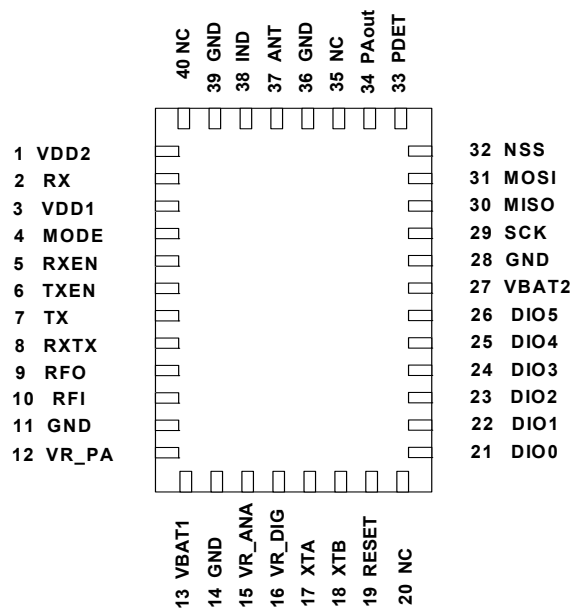 40 NC
39 GND
38 IND
37 ANT
36 GND
35 NC
34 PAout
33 PDET
1 VDD2
2 RX
3 VDD1
4 MODE
5 RXEN
6 TXEN
7 TX
8 RXTX
9 RFO
10 RFI
11 GND
12 VR_PA
32 NSS
31 MOSI
30 MISO
29 SCK
28 GND
27 VBAT2
26 DIO5
25 DIO4
24 DIO3
23 DIO2
22 DIO1
21 DIO0
13 VBAT1
14 GND
15 VR_ANA
16 VR_DIG
17 XTA
18 XTB
19 RESET
20 NC